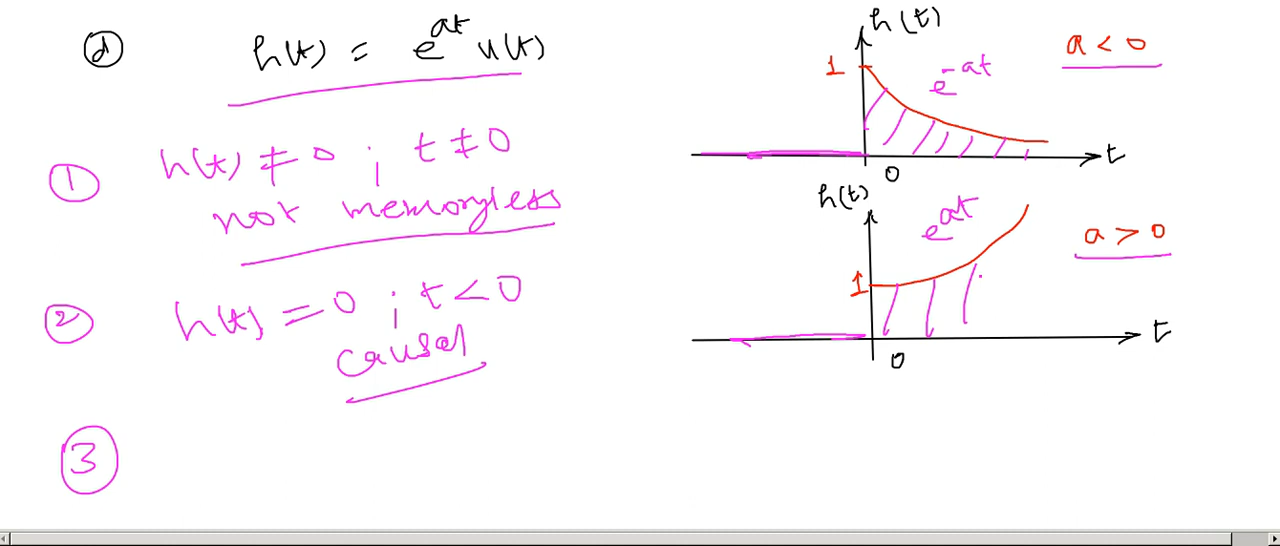 d h(t) = e^{at} u(t)
1 h(t) ≠ 0 ; t ≠ 0
not memoryless
2 h(t) = 0 ; t < 0
causal
3
h(t)
a < 0
1
e^{-at}
t
0
h(t)
e^{at}
a > 0
1
t
0